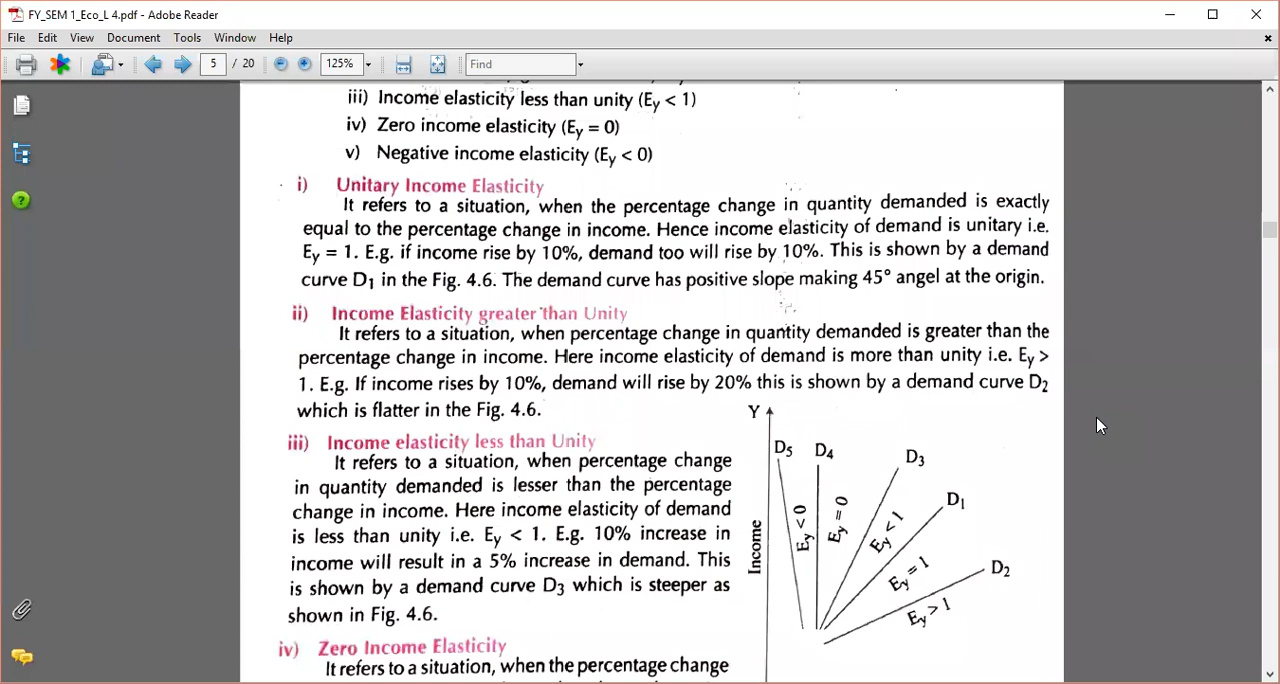 FY_SEM 1_Eco_L 4.pdf - Adobe Reader
File Edit View Document Tools Window Help
5 / 20 125% Find
iii) Income elasticity less than unity (Ey < 1)
iv) Zero income elasticity (Ey = 0)
v) Negative income elasticity (Ey < 0)
i) Unitary Income Elasticity
It refers to a situation, when the percentage change in quantity demanded is exactly
equal to the percentage change in income. Hence income elasticity of demand is unitary i.e.
Ey = 1. E.g. if income rise by 10%, demand too will rise by 10%. This is shown by a demand
curve D1 in the Fig. 4.6. The demand curve has positive slope making 45° angel at the origin.
ii) Income Elasticity greater than Unity
It refers to a situation, when percentage change in quantity demanded is greater than the
percentage change in income. Here income elasticity of demand is more than unity i.e. Ey >
1. E.g. If income rises by 10%, demand will rise by 20% this is shown by a demand curve D2
which is flatter in the Fig. 4.6.
iii) Income elasticity less than Unity
It refers to a situation, when percentage change
in quantity demanded is lesser than the percentage
change in income. Here income elasticity of demand
is less than unity i.e. Ey < 1. E.g. 10% increase in
income will result in a 5% increase in demand. This
is shown by a demand curve D3 which is steeper as
shown in Fig. 4.6.
iv) Zero Income Elasticity
It refers to a situation, when the percentage change
Y
Income
D5
D4
D3
D1
D2
Ey < 0
Ey = 0
Ey < 1
Ey = 1
Ey > 1